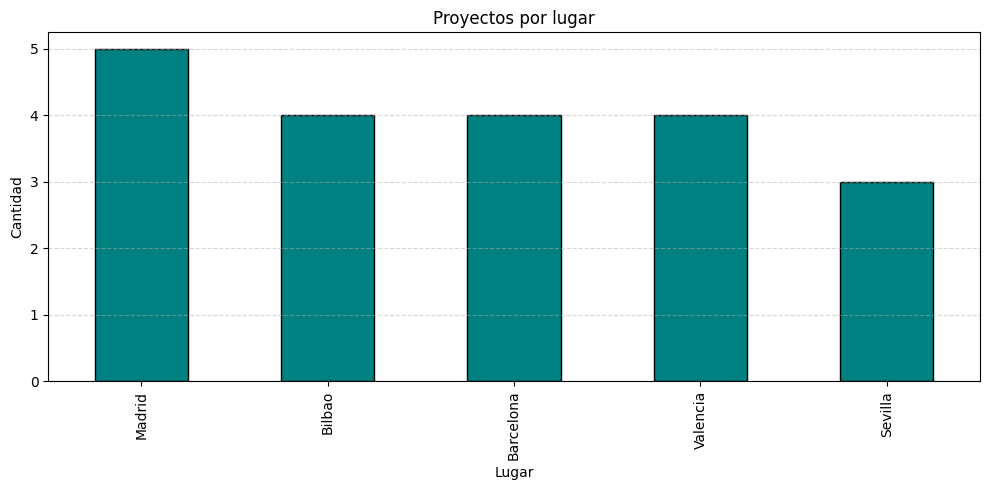 Proyectos por lugar
Cantidad
5
4
3
2
1
0
Madrid
Bilbao
Barcelona
Valencia
Sevilla
Lugar